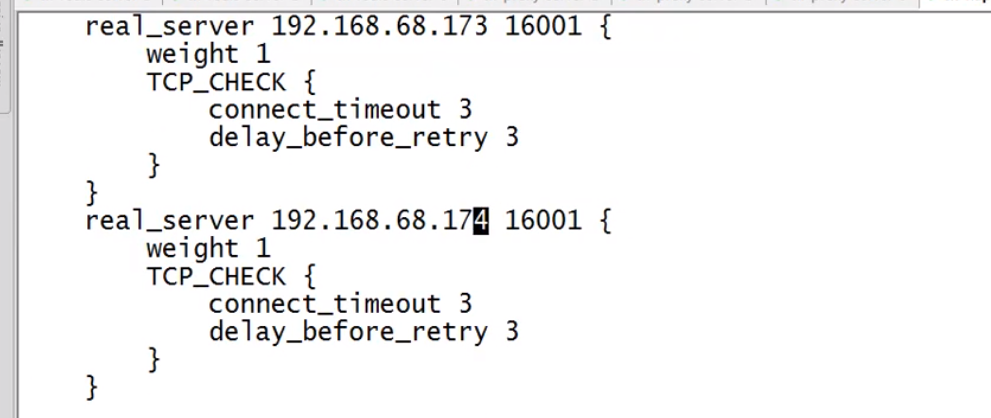 real_server 192.168.68.173 16001 {
weight 1
TCP_CHECK {
connect_timeout 3
delay_before_retry 3
}
}
real_server 192.168.68.174 16001 {
weight 1
TCP_CHECK {
connect_timeout 3
delay_before_retry 3
}
}